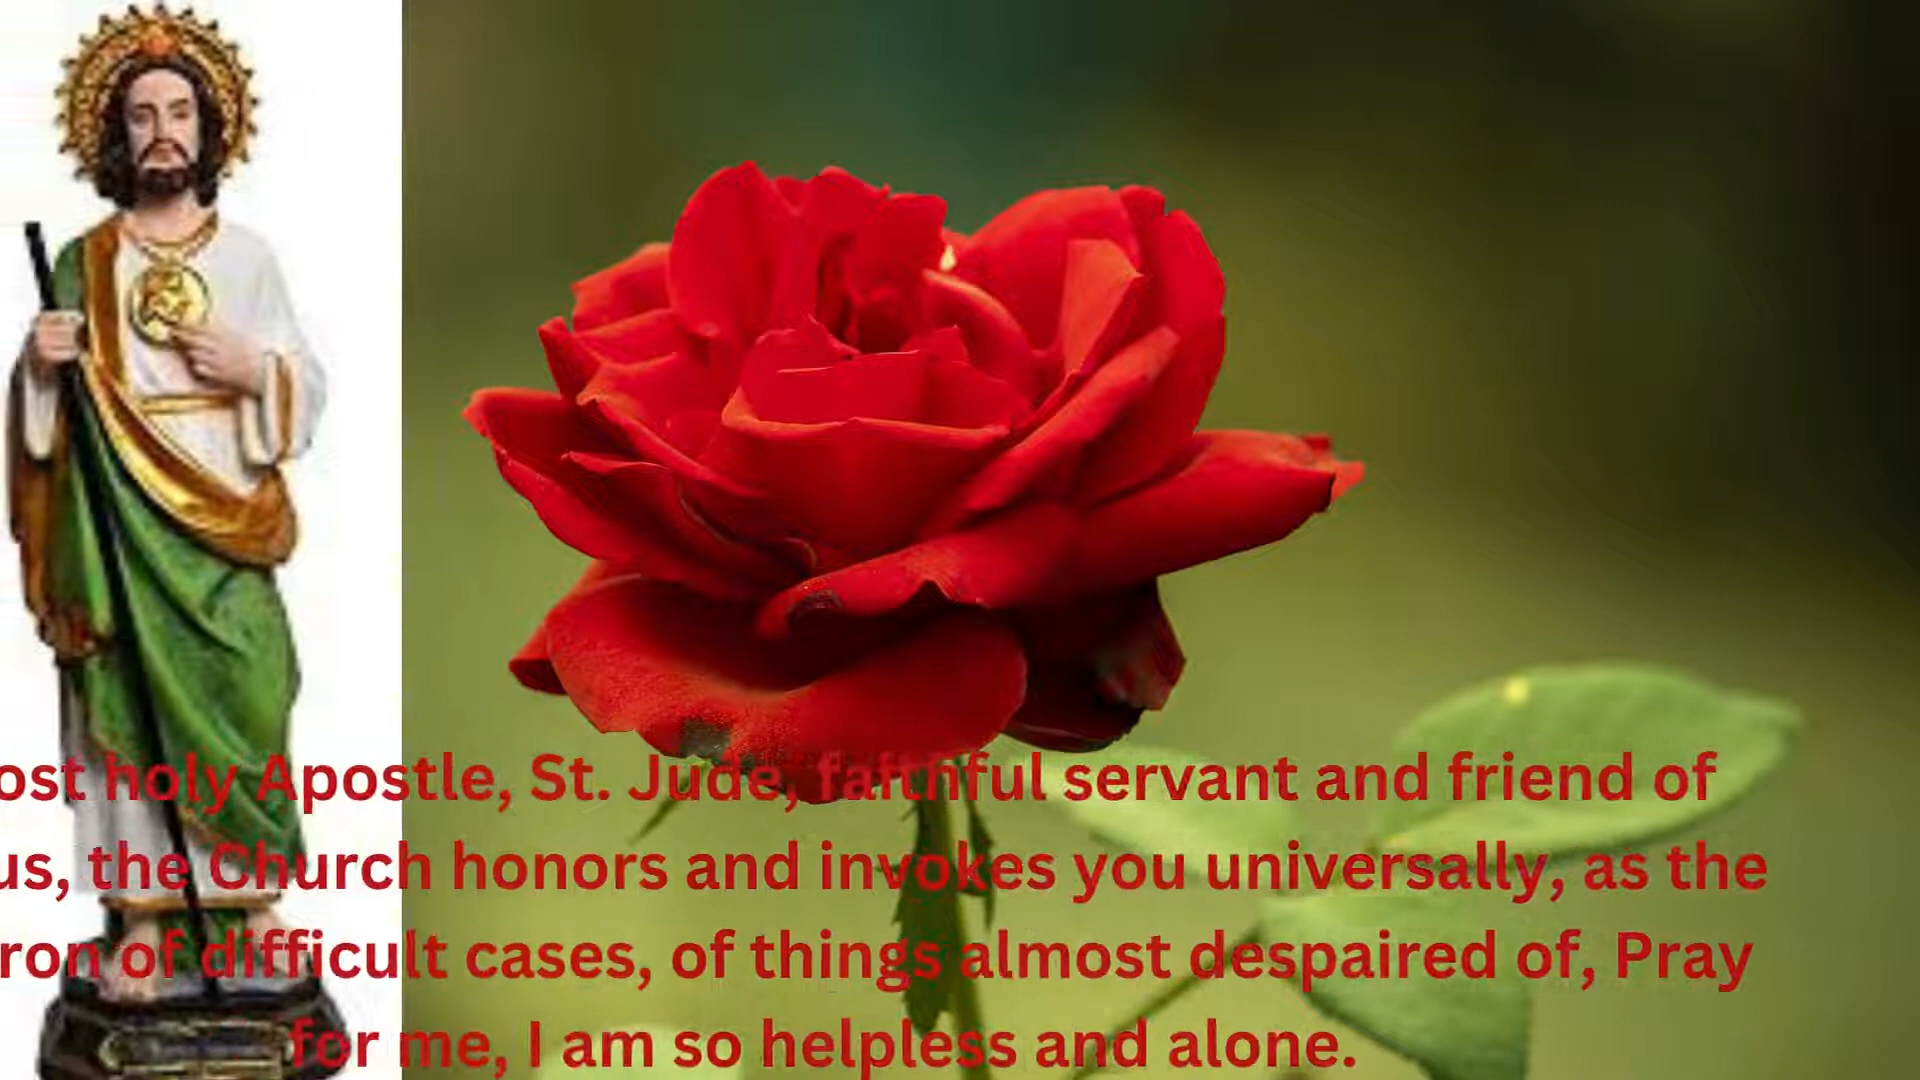 ost holy Apostle, St. Jude, faithful servant and friend of
us, the Church honors and invokes you universally, as the
ron of difficult cases, of things almost despaired of, Pray
for me, I am so helpless and alone.